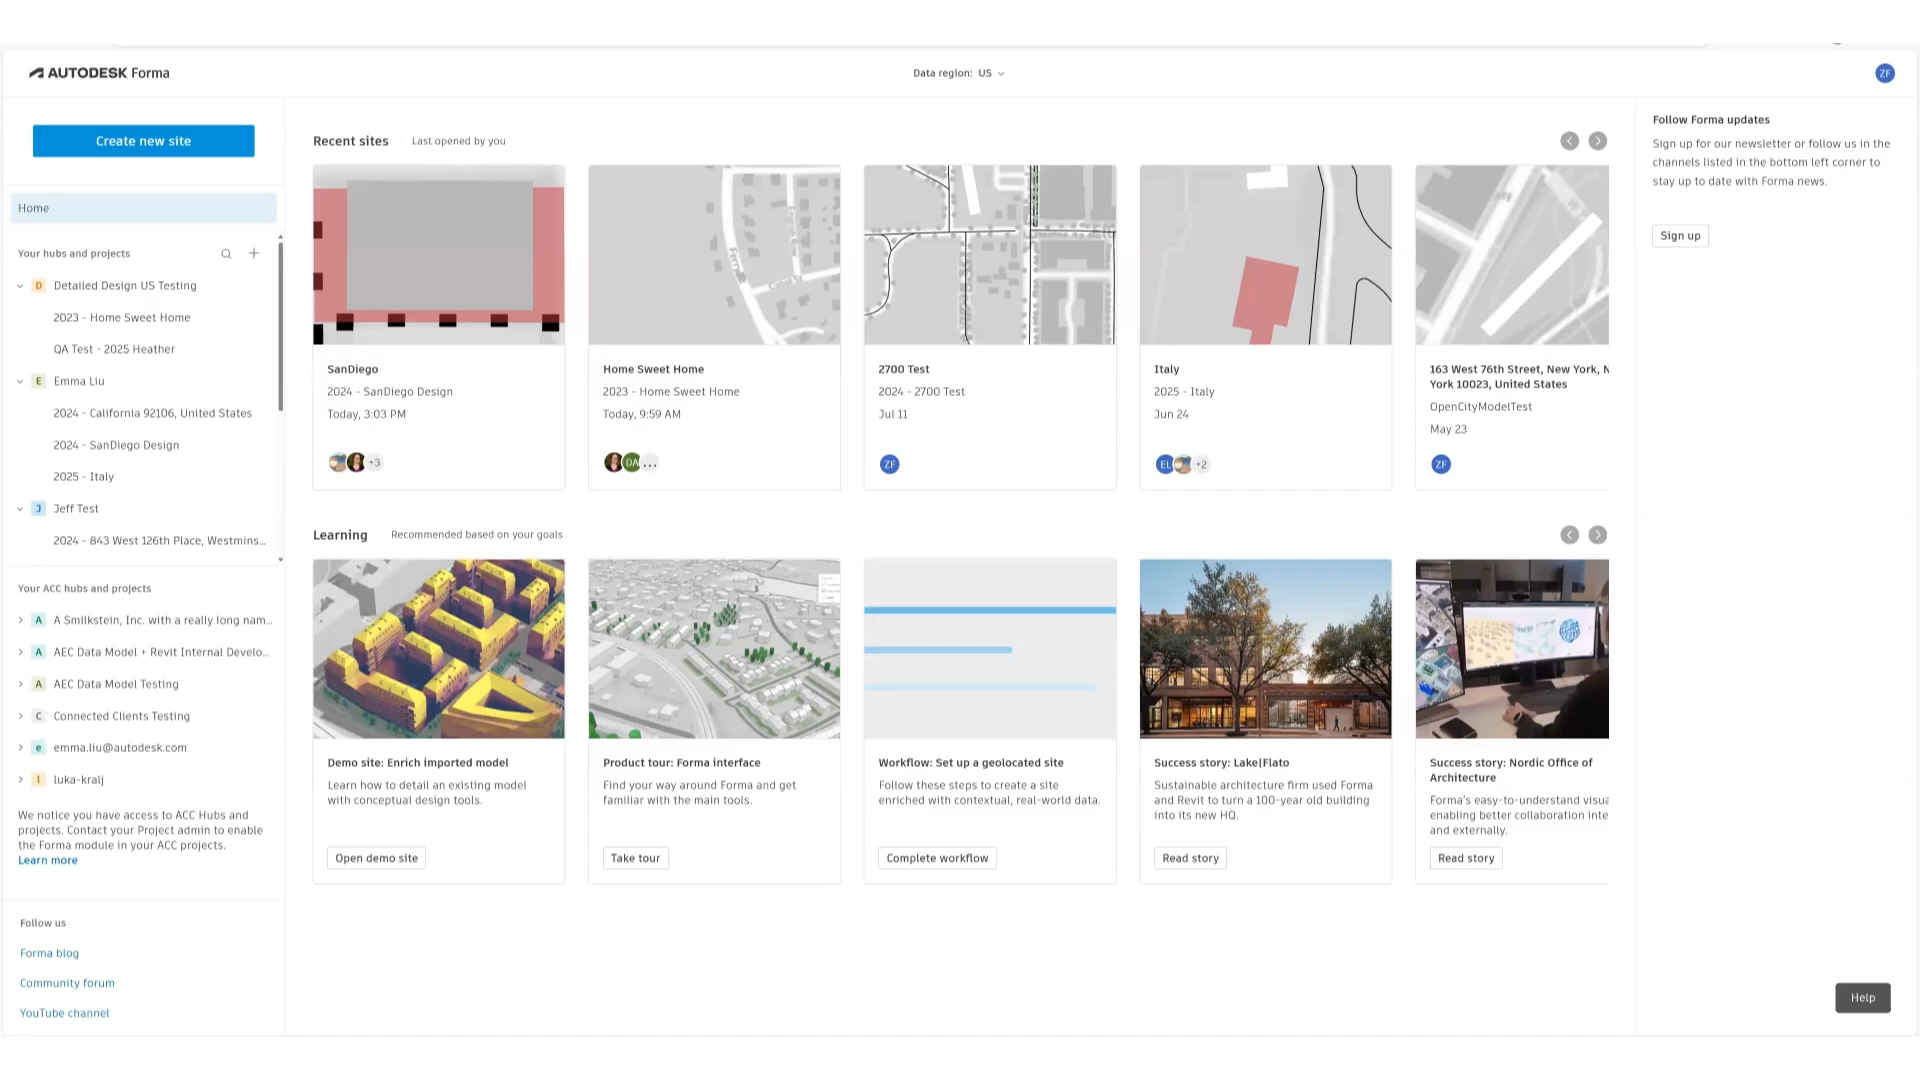 AUTODESK Forma
Data region: US
ZF
Create new site
Home
Your hubs and projects
D Detailed Design US Testing
2023 - Home Sweet Home
QA Test - 2025 Heather
E Emma Liu
2024 - California 92106, United States
2024 - SanDiego Design
2025 - Italy
J Jeff Test
2024 - 843 West 126th Place, Westmins...
Your ACC hubs and projects
A A Smilkstein, Inc. with a really long nam...
A AEC Data Model + Revit Internal Develo...
A AEC Data Model Testing
C Connected Clients Testing
e emma.liu@autodesk.com
l luka-kralj
We notice you have access to ACC Hubs and
projects. Contact your Project admin to enable
the Forma module in your ACC projects.
Learn more
Follow us
Forma blog
Community forum
YouTube channel
Recent sites Last opened by you
SanDiego
2024 - SanDiego Design
Today, 3:03 PM
+3
Home Sweet Home
2023 - Home Sweet Home
Today, 9:59 AM
DA ...
2700 Test
2024 - 2700 Test
Jul 11
ZF
Italy
2025 - Italy
Jun 24
EL +2
163 West 76th Street, New York, N
York 10023, United States
OpenCityModelTest
May 23
ZF
Learning Recommended based on your goals
Demo site: Enrich imported model
Learn how to detail an existing model
with conceptual design tools.
Open demo site
Product tour: Forma interface
Find your way around Forma and get
familiar with the main tools.
Take tour
Workflow: Set up a geolocated site
Follow these steps to create a site
enriched with contextual, real-world data.
Complete workflow
Success story: Lake|Flato
Sustainable architecture firm used Forma
and Revit to turn a 100-year old building
into its new HQ.
Read story
Success story: Nordic Office of
Architecture
Forma's easy-to-understand visua
enabling better collaboration inte
and externally.
Read story
Follow Forma updates
Sign up for our newsletter or follow us in the
channels listed in the bottom left corner to
stay up to date with Forma news.
Sign up
Help